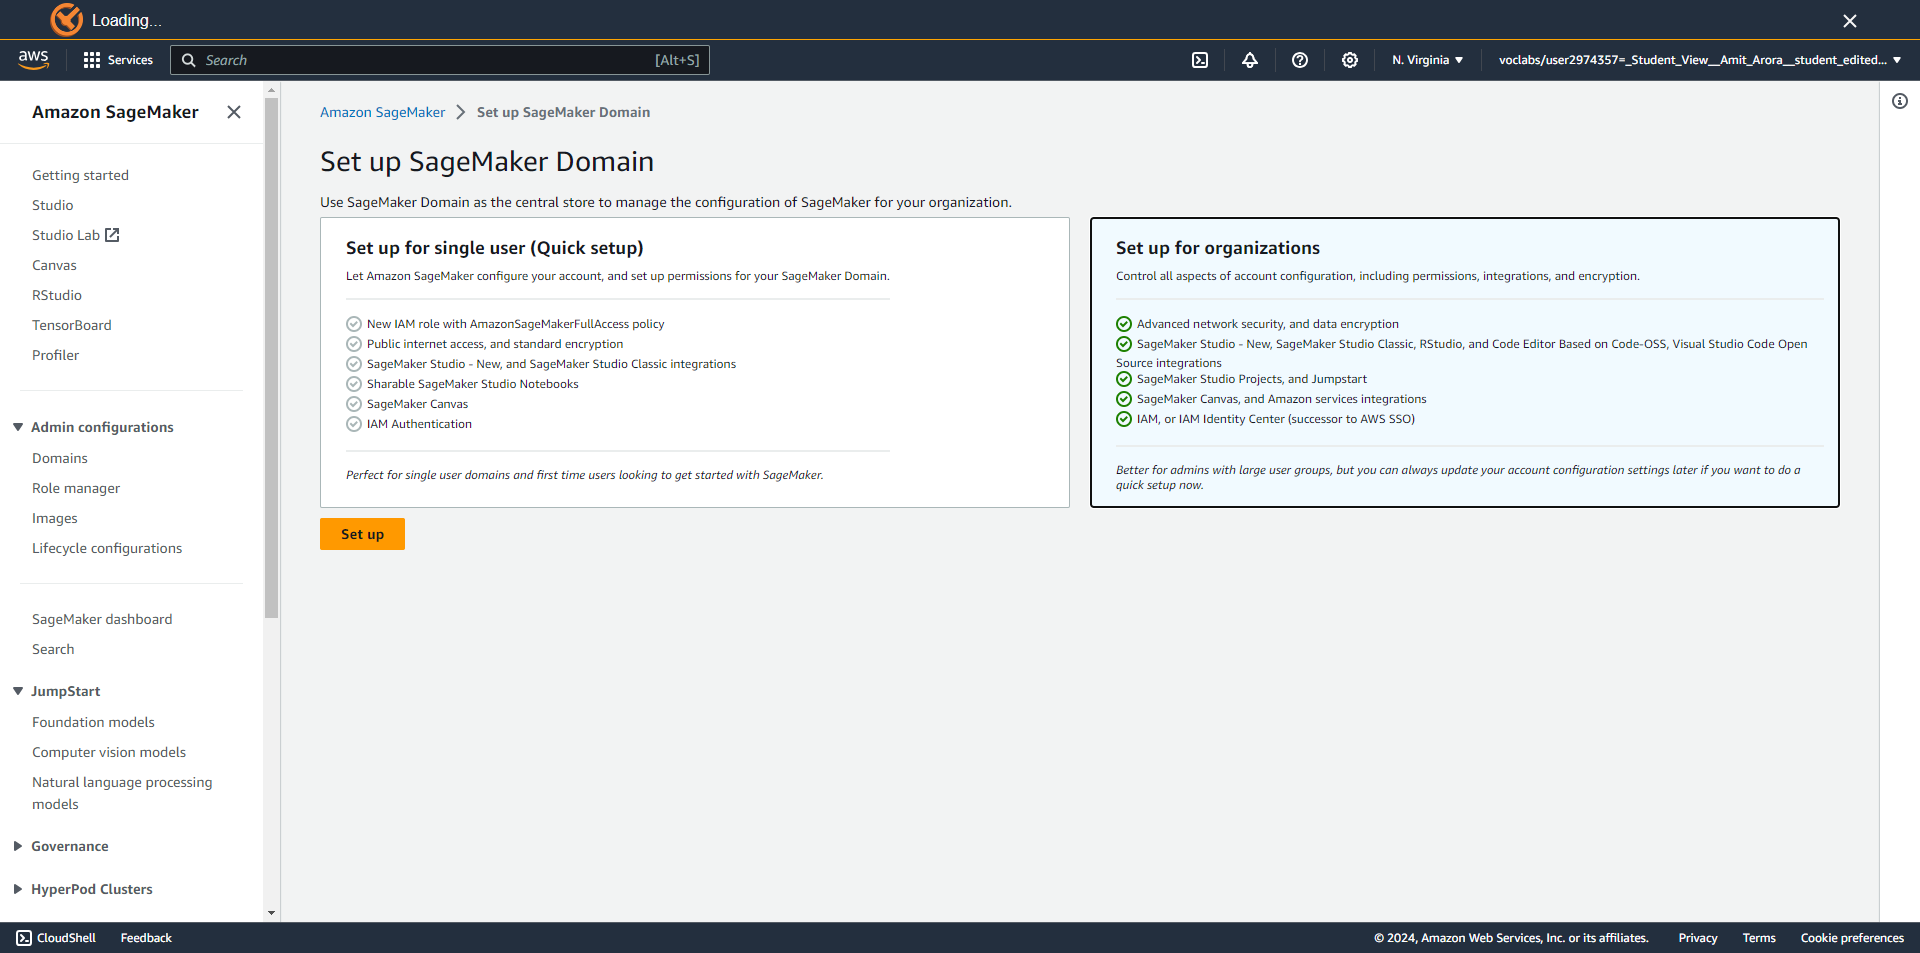 Loading...
aws
Services
Search
[Alt+S]
N. Virginia
voclabs/user2974357=_Student_View__Amit_Arora__student_edited...
Amazon SageMaker
Getting started
Studio
Studio Lab
Canvas
RStudio
TensorBoard
Profiler
Admin configurations
Domains
Role manager
Images
Lifecycle configurations
SageMaker dashboard
Search
JumpStart
Foundation models
Computer vision models
Natural language processing
models
Governance
HyperPod Clusters
Amazon SageMaker
Set up SageMaker Domain
Set up SageMaker Domain
Use SageMaker Domain as the central store to manage the configuration of SageMaker for your organization.
Set up for single user (Quick setup)
Let Amazon SageMaker configure your account, and set up permissions for your SageMaker Domain.
New IAM role with AmazonSageMakerFullAccess policy
Public internet access, and standard encryption
SageMaker Studio - New, and SageMaker Studio Classic integrations
Sharable SageMaker Studio Notebooks
SageMaker Canvas
IAM Authentication
Perfect for single user domains and first time users looking to get started with SageMaker.
Set up for organizations
Control all aspects of account configuration, including permissions, integrations, and encryption.
Advanced network security, and data encryption
SageMaker Studio - New, SageMaker Studio Classic, RStudio, and Code Editor Based on Code-OSS, Visual Studio Code Open
Source integrations
SageMaker Studio Projects, and Jumpstart
SageMaker Canvas, and Amazon services integrations
IAM, or IAM Identity Center (successor to AWS SSO)
Better for admins with large user groups, but you can always update your account configuration settings later if you want to do a
quick setup now.
Set up
CloudShell
Feedback
© 2024, Amazon Web Services, Inc. or its affiliates.
Privacy
Terms
Cookie preferences